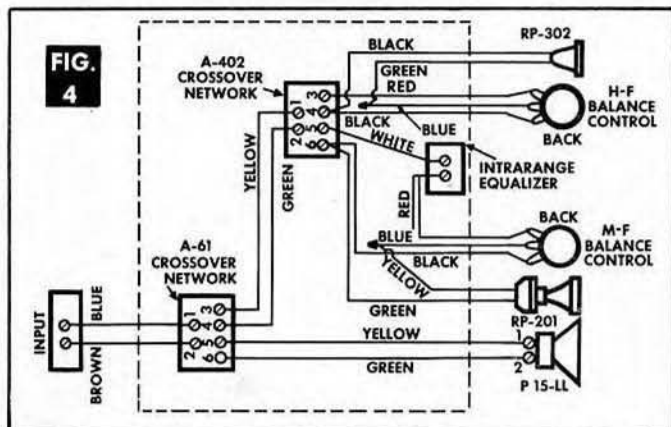 FIG.
4
A-402
CROSSOVER
NETWORK
BLACK
RP-302
GREEN
RED
H-F
BALANCE
CONTROL
BACK
3
1
4
2
5
6
BLACK
BLUE
WHITE
INTRARANGE
EQUALIZER
YELLOW
GREEN
RED
BACK
M-F
BALANCE
CONTROL
BLUE
BLACK
YELLOW
GREEN
RP-201
A-61
CROSSOVER
NETWORK
INPUT
BLUE
BROWN
3
1
4
2
5
6
YELLOW
GREEN
1
2
P 15-LL